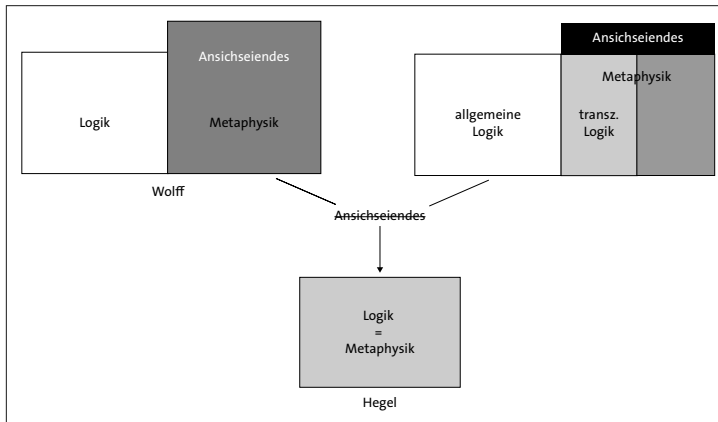 Ansichseiendes
Logik
Metaphysik
Wolff
Ansichseiendes
Metaphysik
allgemeine
Logik
transz.
Logik
Ansichseiendes
Logik
=
Metaphysik
Hegel